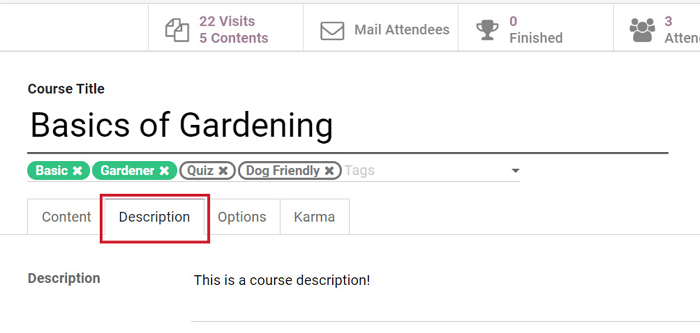 22 Visits
5 Contents
Mail Attendees
0
Finished
3
Course Title
Basics of Gardening
Basic Gardener Quiz Dog Friendly Tags
Content Description Options Karma
Description This is a course description!